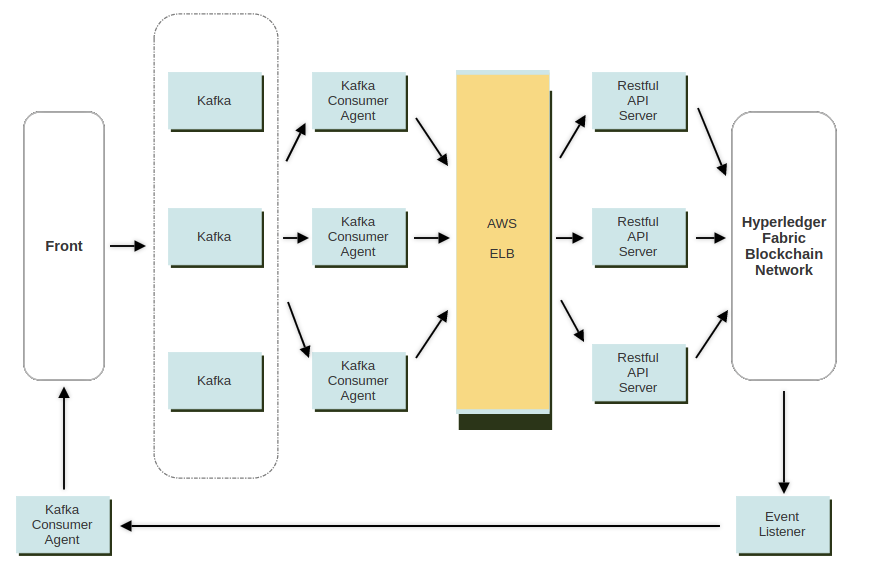 Front
Kafka
Kafka
Kafka
Kafka
Consumer
Agent
Kafka
Consumer
Agent
Kafka
Consumer
Agent
AWS
ELB
Restful
API
Server
Restful
API
Server
Restful
API
Server
Hyperledger
Fabric
Blockchain
Network
Event
Listener
Kafka
Consumer
Agent